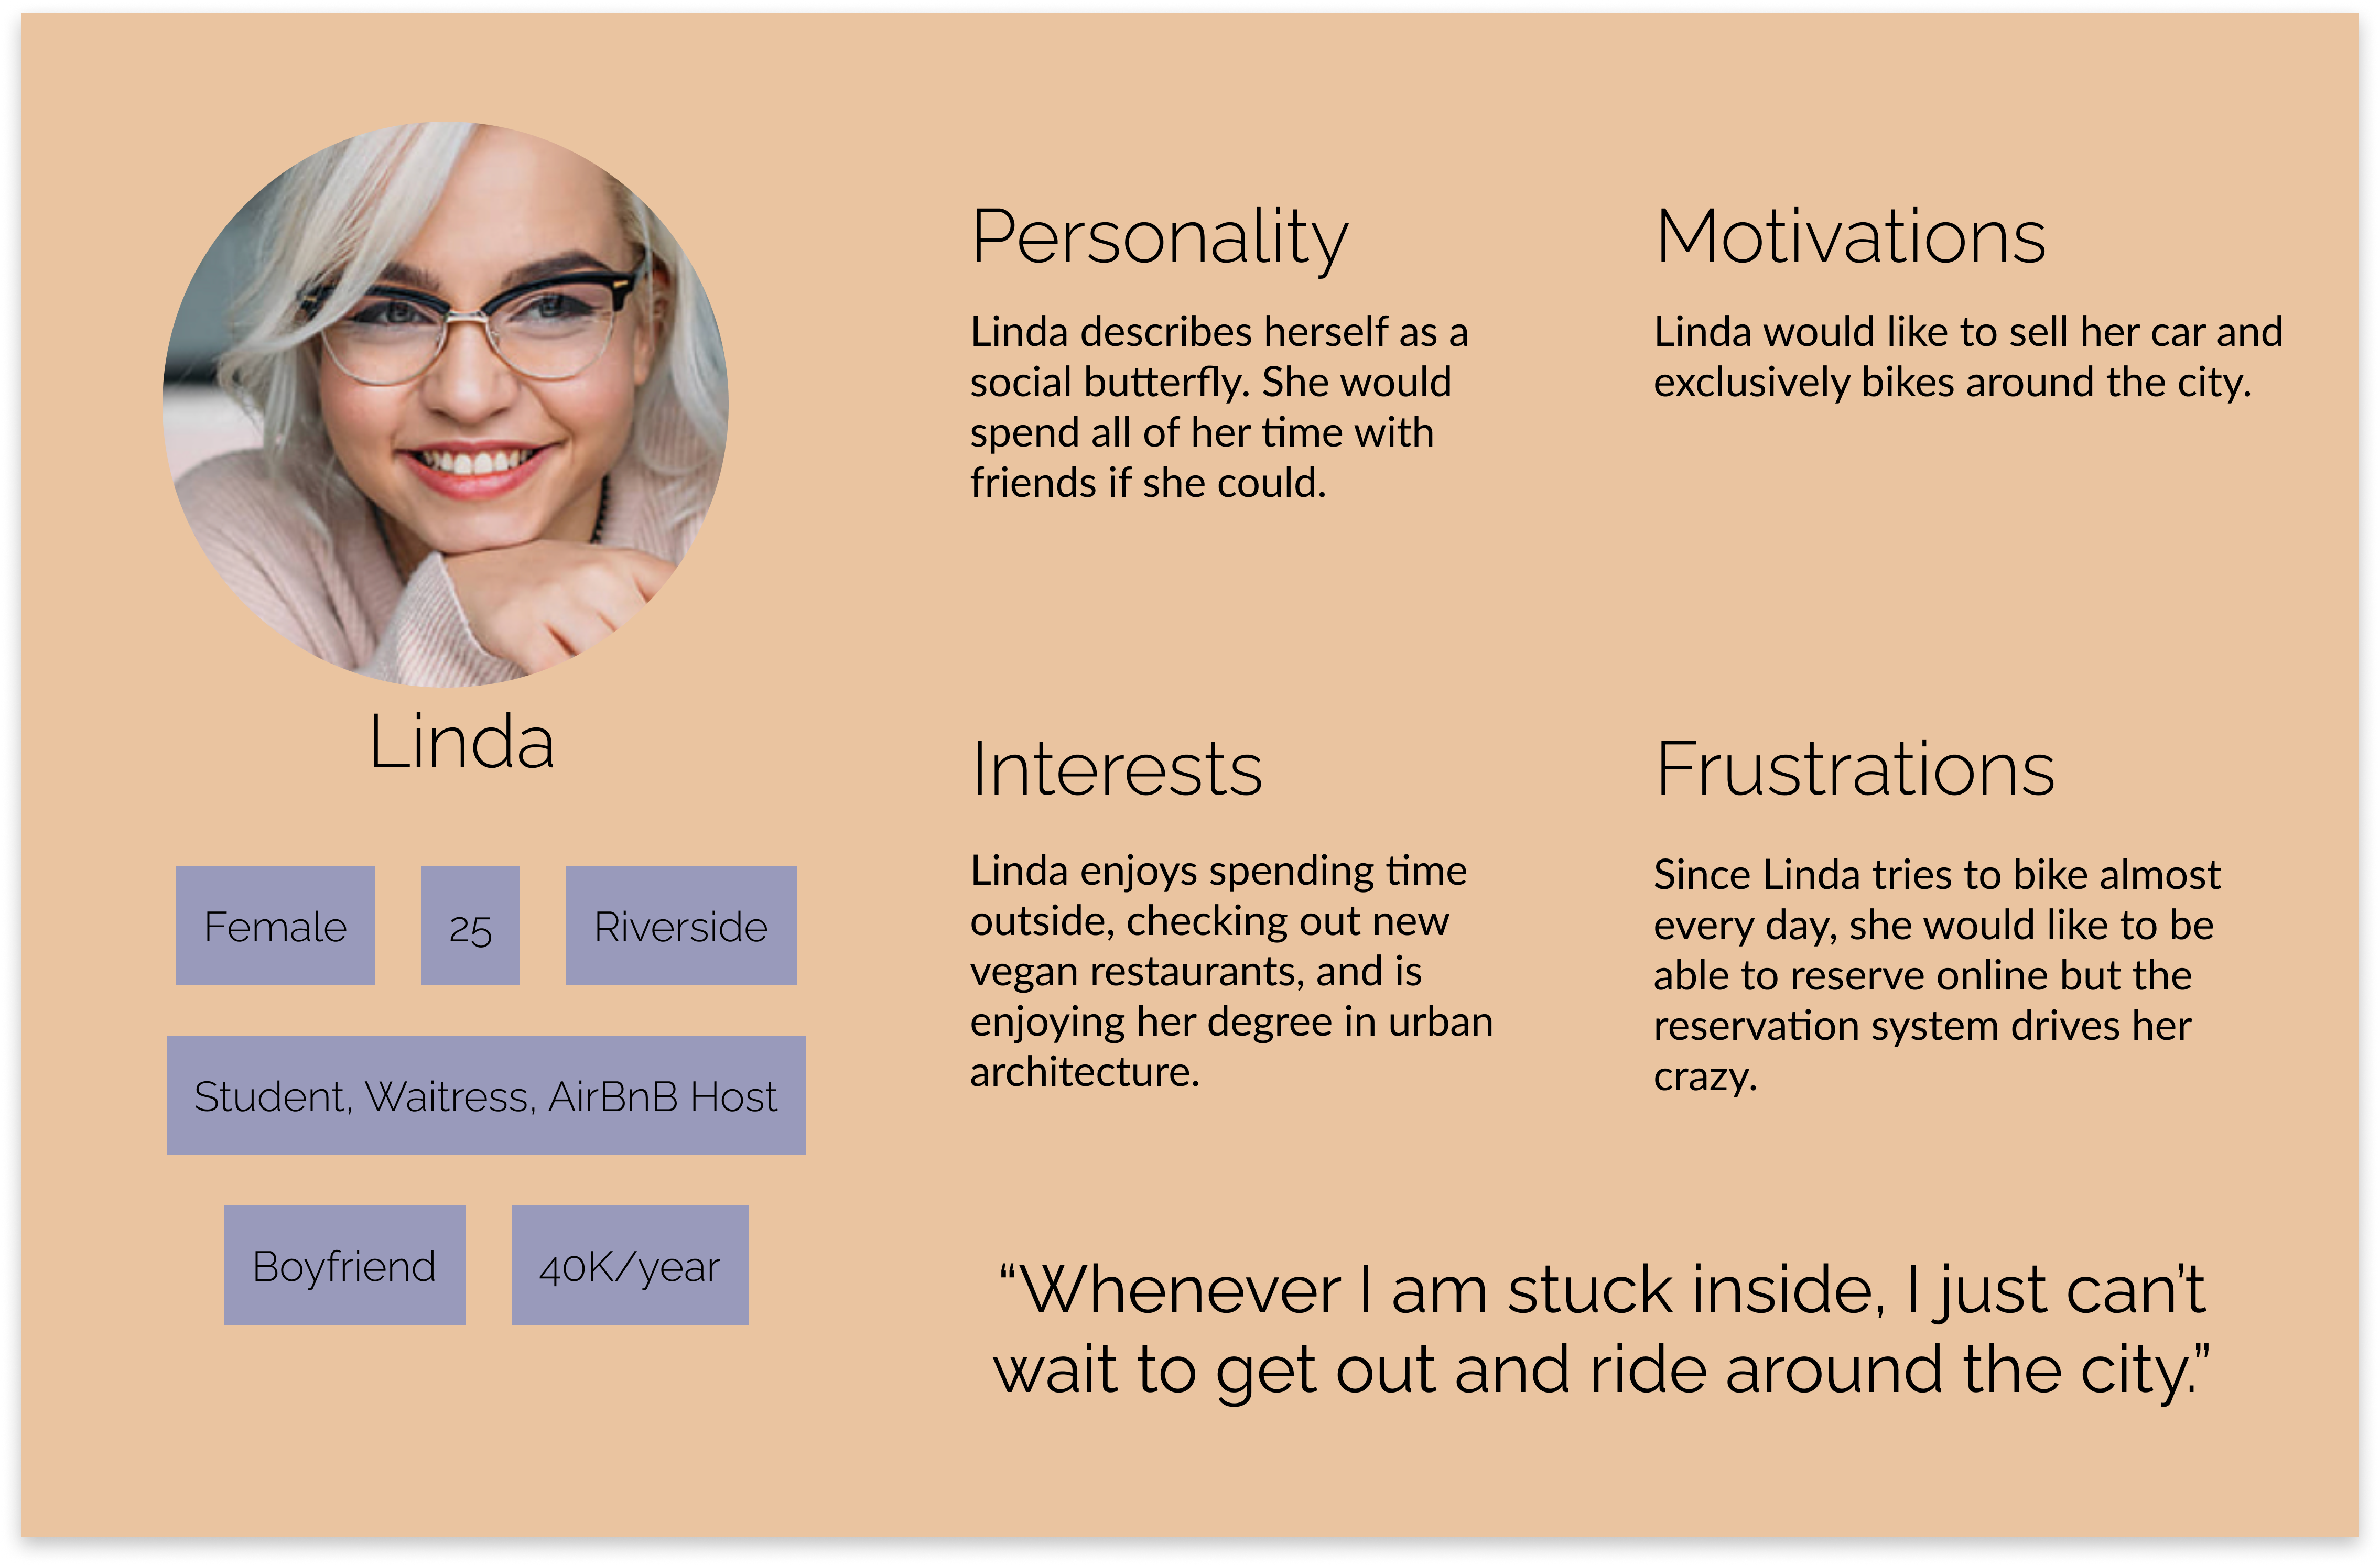 Linda
Female
25
Riverside
Student, Waitress, AirBnB Host
Boyfriend
40K/year
Personality
Linda describes herself as a
social butterfly. She would
spend all of her time with
friends if she could.
Motivations
Linda would like to sell her car and
exclusively bikes around the city.
Interests
Linda enjoys spending time
outside, checking out new
vegan restaurants, and is
enjoying her degree in urban
architecture.
Frustrations
Since Linda tries to bike almost
every day, she would like to be
able to reserve online but the
reservation system drives her
crazy.
“Whenever I am stuck inside, I just can’t
wait to get out and ride around the city.”